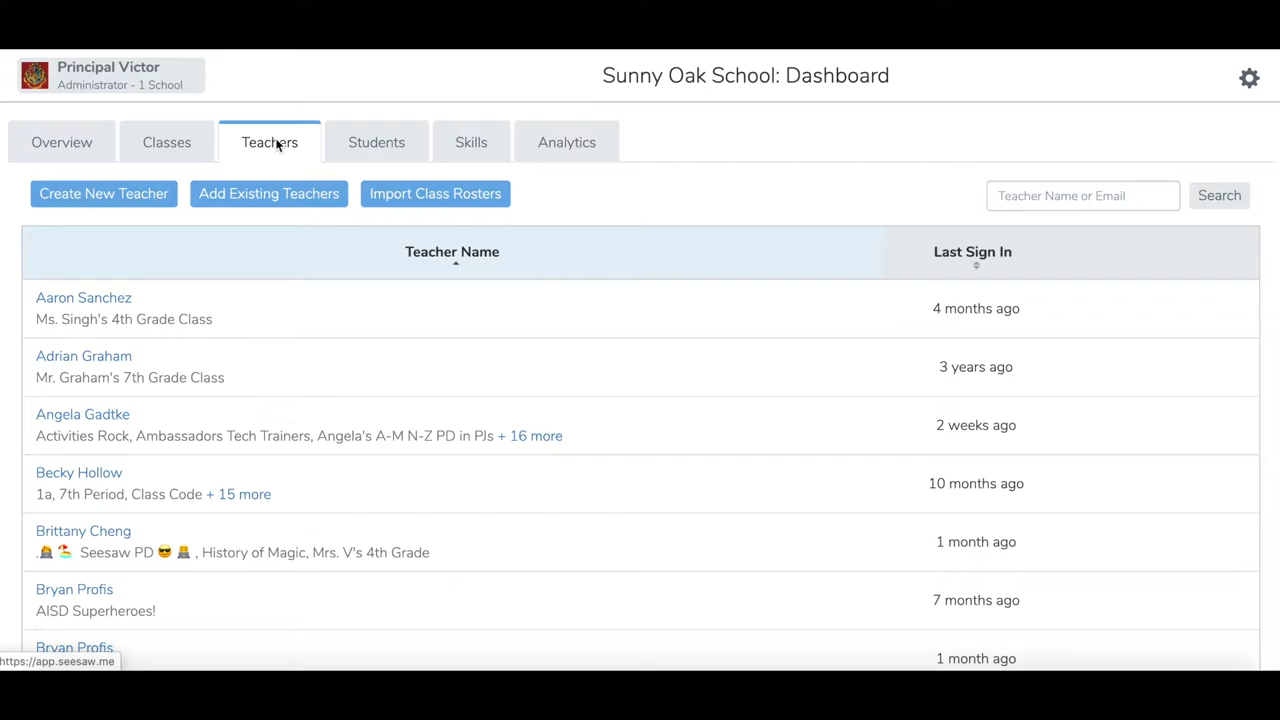 Principal Victor
Administrator - 1 School
Sunny Oak School: Dashboard
Overview
Classes
Teachers
Students
Skills
Analytics
Create New Teacher
Add Existing Teachers
Import Class Rosters
Teacher Name or Email
Search
Teacher Name
Last Sign In
Aaron Sanchez
Ms. Singh's 4th Grade Class
4 months ago
Adrian Graham
Mr. Graham's 7th Grade Class
3 years ago
Angela Gadtke
Activities Rock, Ambassadors Tech Trainers, Angela's A-M N-Z PD in PJs + 16 more
2 weeks ago
Becky Hollow
1a, 7th Period, Class Code + 15 more
10 months ago
Brittany Cheng
.🙋 🏖️ Seesaw PD 😎 👩‍💻 , History of Magic, Mrs. V's 4th Grade
1 month ago
Bryan Profis
AISD Superheroes!
7 months ago
Bryan Profis
1 month ago
https://app.seesaw.me